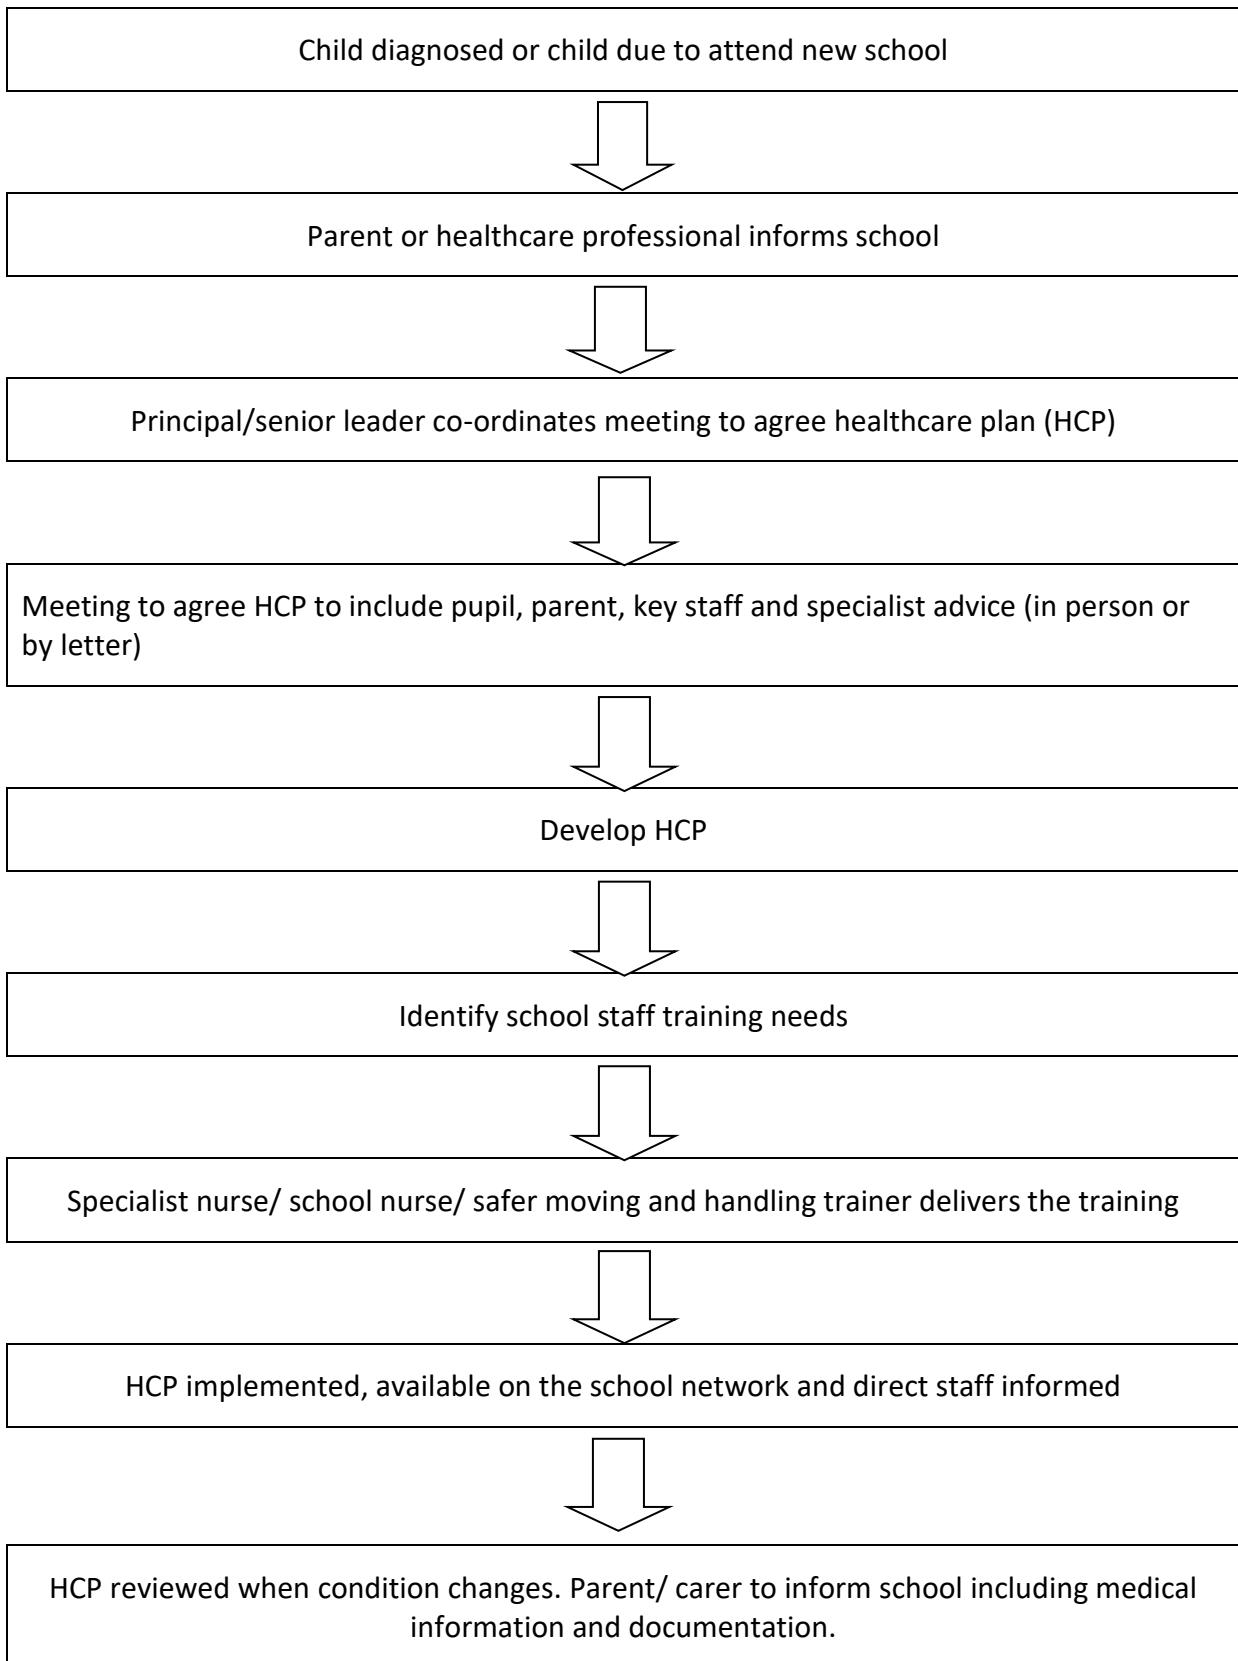 Child diagnosed or child due to attend new school
Parent or healthcare professional informs school
Principal/senior leader co-ordinates meeting to agree healthcare plan (HCP)
Meeting to agree HCP to include pupil, parent, key staff and specialist advice (in person or
by letter)
Develop HCP
Identify school staff training needs
Specialist nurse/ school nurse/ safer moving and handling trainer delivers the training
HCP implemented, available on the school network and direct staff informed
HCP reviewed when condition changes. Parent/ carer to inform school including medical
information and documentation.